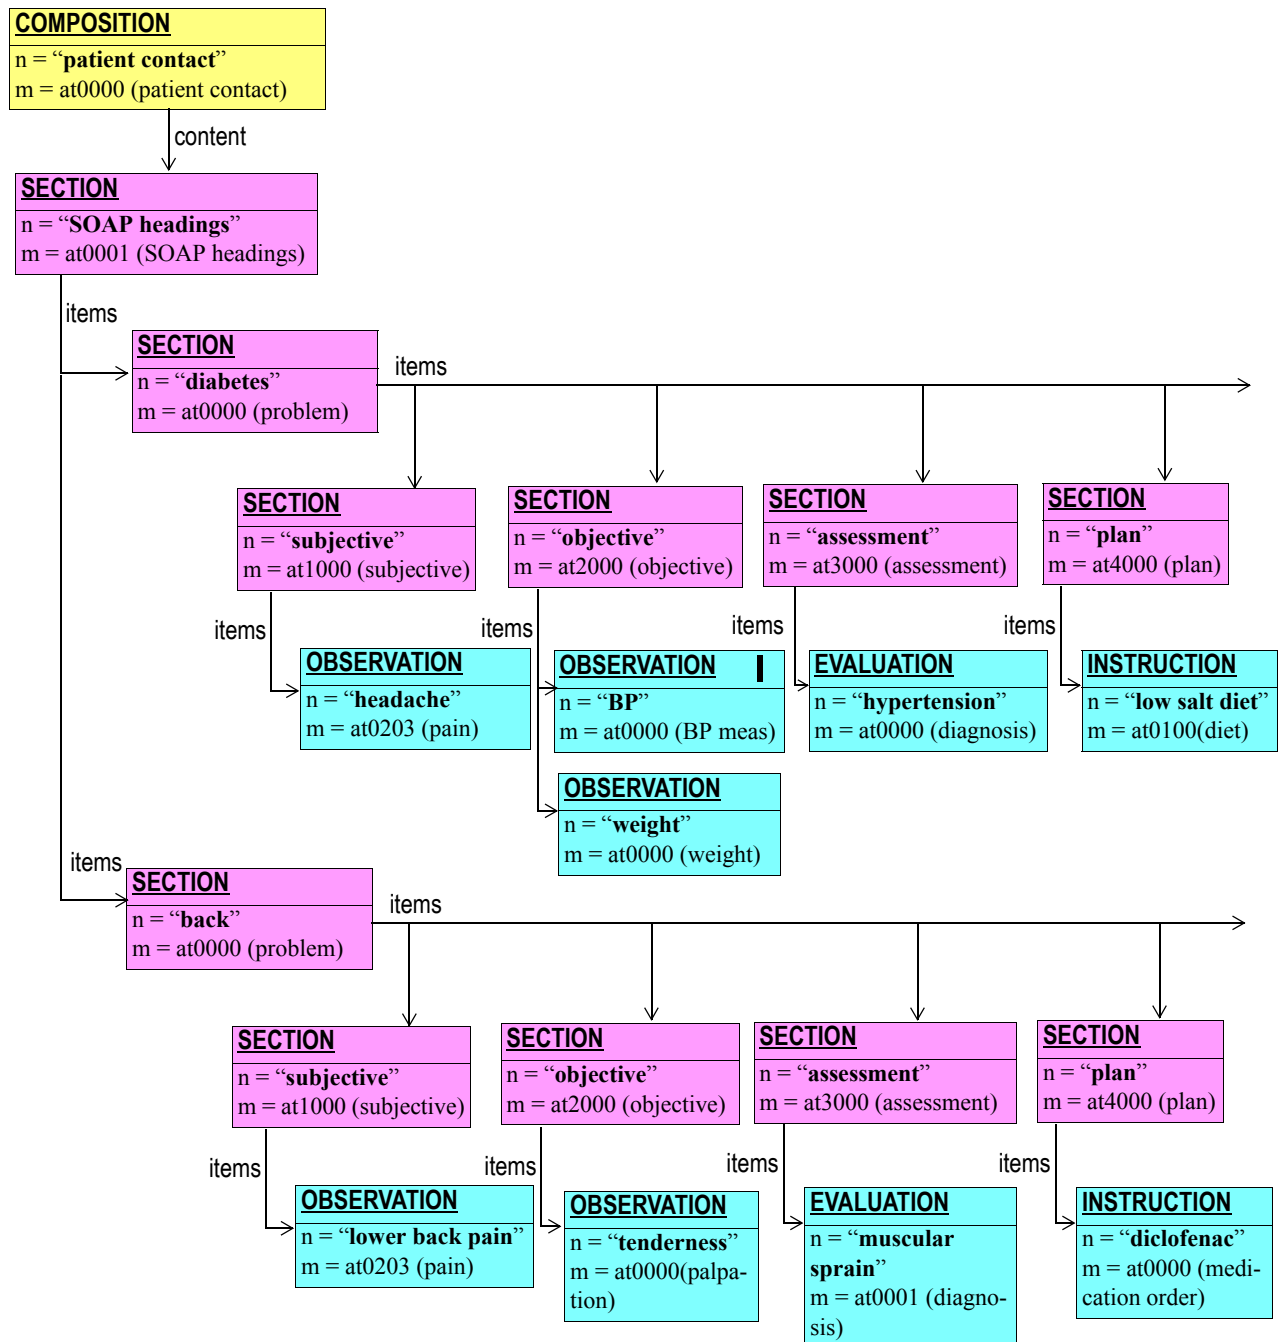 COMPOSITION
n = “patient contact”
m = at0000 (patient contact)
content
SECTION
n = “SOAP headings”
m = at0001 (SOAP headings)
items
SECTION
n = “diabetes”
m = at0000 (problem)
items
SECTION
n = “subjective”
m = at1000 (subjective)
SECTION
n = “objective”
m = at2000 (objective)
SECTION
n = “assessment”
m = at3000 (assessment)
SECTION
n = “plan”
m = at4000 (plan)
items
OBSERVATION
n = “headache”
m = at0203 (pain)
items
OBSERVATION
n = “BP”
m = at0000 (BP meas)
OBSERVATION
n = “weight”
m = at0000 (weight)
items
EVALUATION
n = “hypertension”
m = at0000 (diagnosis)
items
INSTRUCTION
n = “low salt diet”
m = at0100(diet)
items
SECTION
n = “back”
m = at0000 (problem)
items
SECTION
n = “subjective”
m = at1000 (subjective)
SECTION
n = “objective”
m = at2000 (objective)
SECTION
n = “assessment”
m = at3000 (assessment)
SECTION
n = “plan”
m = at4000 (plan)
items
OBSERVATION
n = “lower back pain”
m = at0203 (pain)
items
OBSERVATION
n = “tenderness”
m = at0000(palpa-
tion)
items
EVALUATION
n = “muscular
sprain”
m = at0001 (diagno-
sis)
items
INSTRUCTION
n = “diclofenac”
m = at0000 (medi-
cation order)